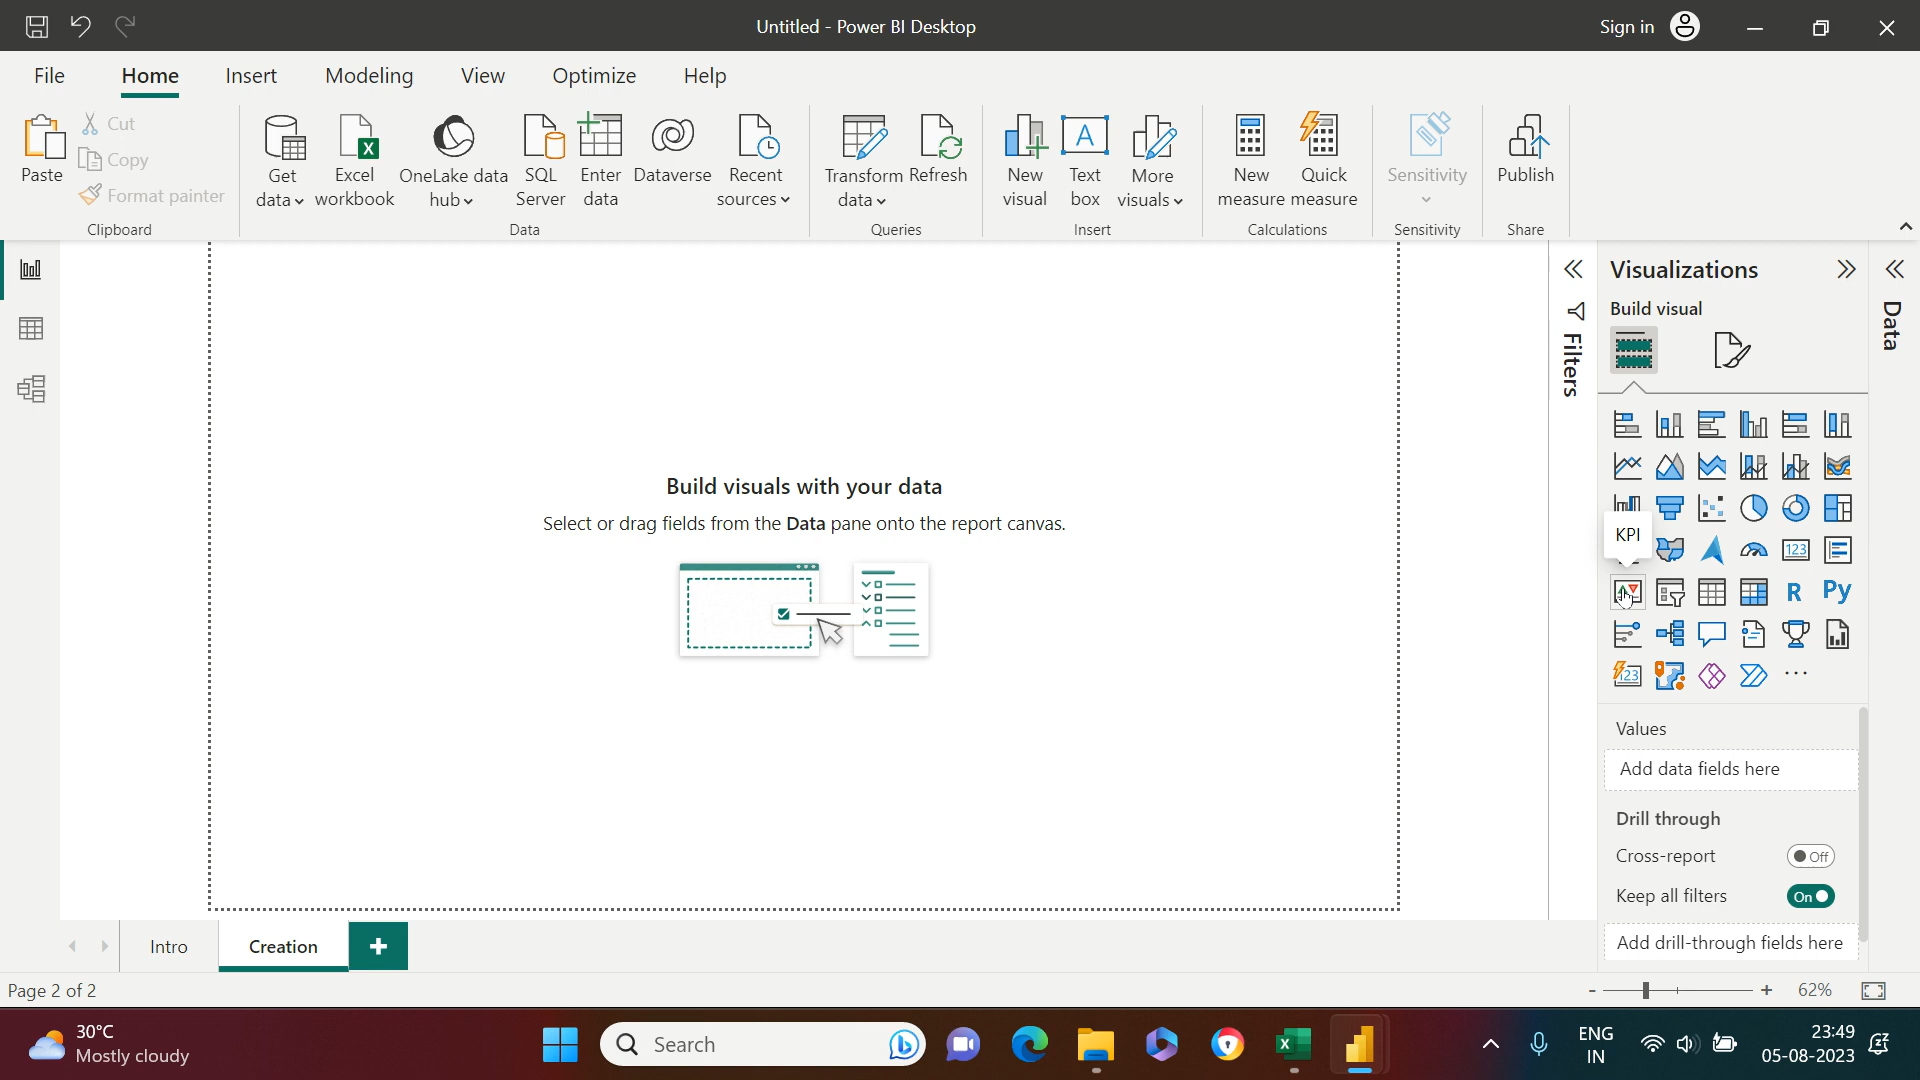 Untitled - Power BI Desktop
Sign in
File Home Insert Modeling View Optimize Help
Paste
Cut
Copy
Format painter
Clipboard
Get data
Excel workbook
OneLake data hub
SQL Server
Enter data
Dataverse
Recent sources
Data
Transform data
Refresh
Queries
New visual
A
Text box
More visuals
Insert
New measure
Quick measure
Calculations
Sensitivity
Sensitivity
Publish
Share
Build visuals with your data
Select or drag fields from the Data pane onto the report canvas.
Filters
Visualizations
Build visual
KPI
123
R
Py
123
...
Values
Add data fields here
Drill through
Cross-report
Off
Keep all filters
On
Add drill-through fields here
Data
Intro
Creation
+
Page 2 of 2
- + 62%
30°C
Mostly cloudy
Search
ENG
IN
23:49
05-08-2023